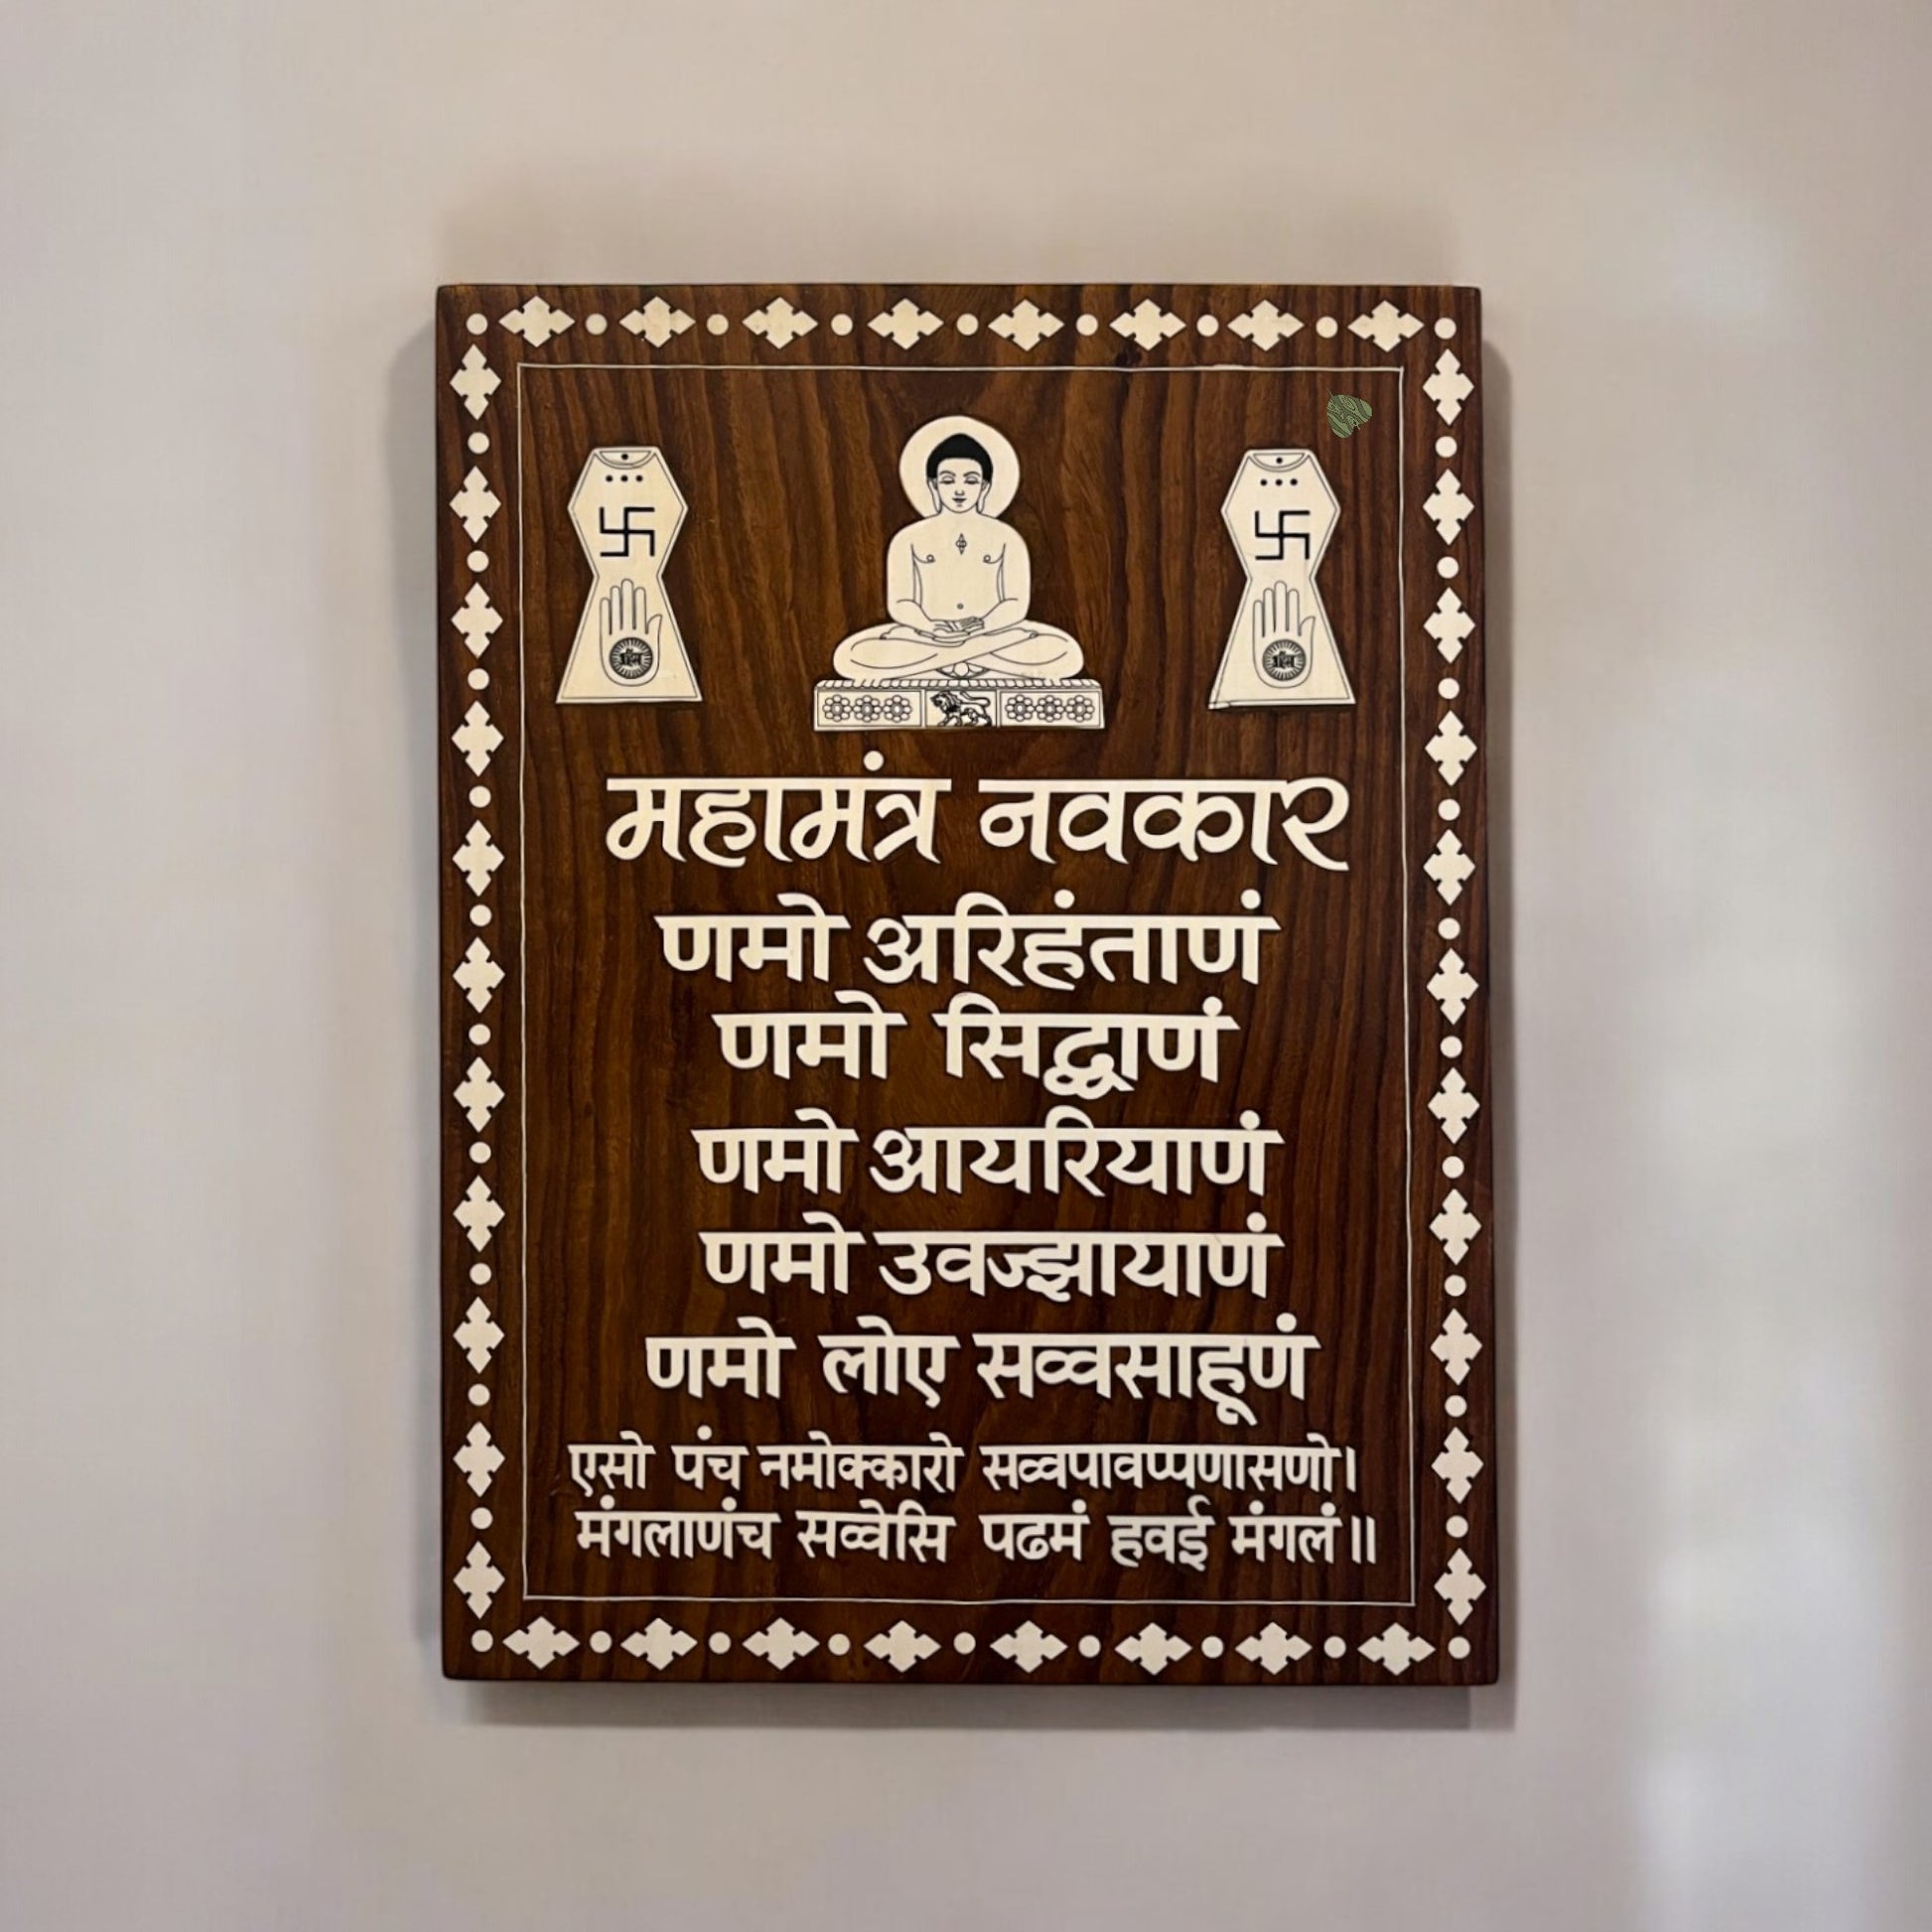 महामंत्र नवकार
णमो अरिहंताणं
णमो सिद्धाणं
णमो आयरियाणं
णमो उवज्झायाणं
णमो लोए सव्वसाहूणं
एसो पंच नमोक्कारो सव्वपावप्पणासणो।
मंगलाणंच सव्वेसि पढमं हवई मंगलं॥